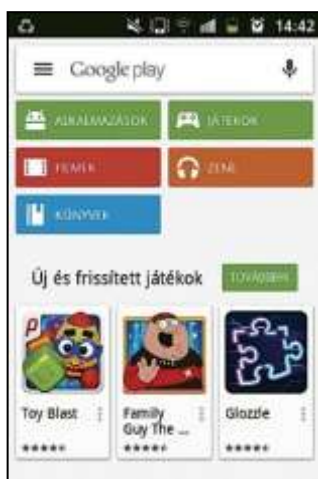 14:42
Google play
ALKALMAZÁSOK
JÁTÉKOK
FILMEK
ZENE
KÖNYVEK
Új és frissített játékok
TOVÁBBIAK
Toy Blast
Family Guy The ...
Glozzle